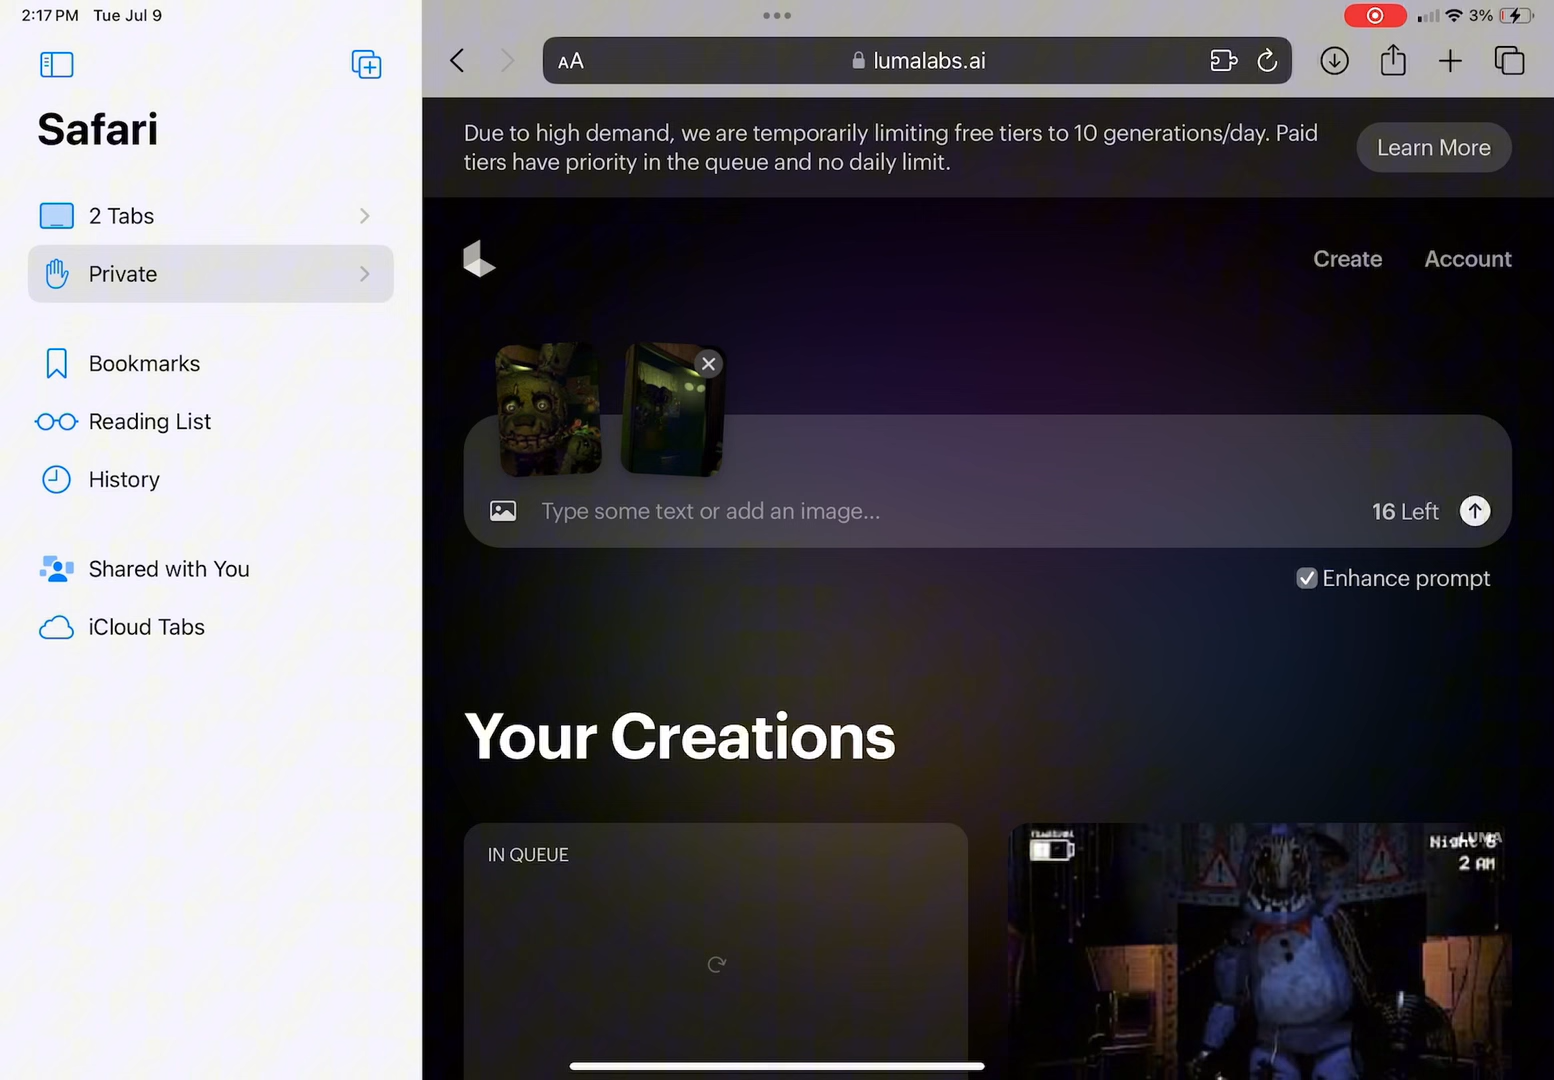 2:17 PM Tue Jul 9
3%
Safari
2 Tabs
Private
Bookmarks
Reading List
History
Shared with You
iCloud Tabs
AA
lumalabs.ai
Due to high demand, we are temporarily limiting free tiers to 10 generations/day. Paid
tiers have priority in the queue and no daily limit.
Learn More
Create
Account
Type some text or add an image...
16 Left
Enhance prompt
Your Creations
IN QUEUE
LUMA
Night 6
2 AM